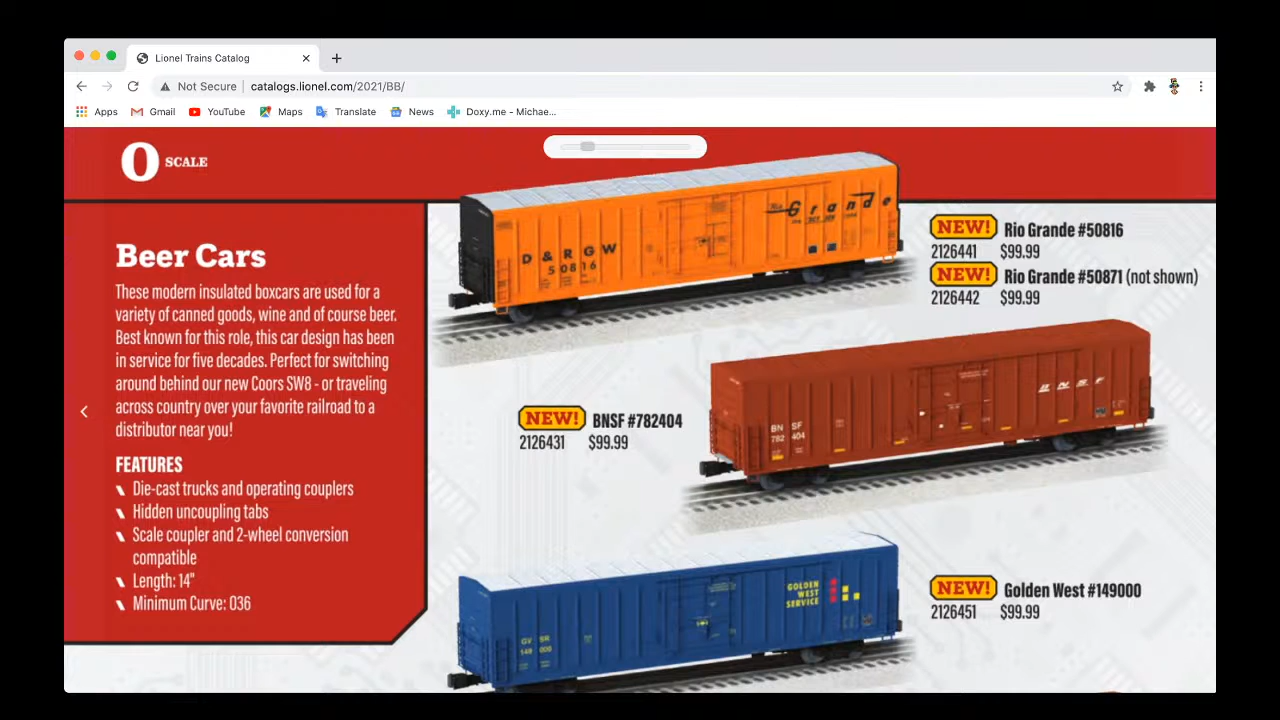 Lionel Trains Catalog
Not Secure
catalogs.lionel.com/2021/BB/
Apps
Gmail
YouTube
Maps
Translate
News
Doxy.me - Michae...
O SCALE
Beer Cars
These modern insulated boxcars are used for a
variety of canned goods, wine and of course beer.
Best known for this role, this car design has been
in service for five decades. Perfect for switching
around behind our new Coors SW8 - or traveling
across country over your favorite railroad to a
distributor near you!
FEATURES
Die-cast trucks and operating couplers
Hidden uncoupling tabs
Scale coupler and 2-wheel conversion
compatible
Length: 14"
Minimum Curve: O36
D & R G W
50816
Rio Grande
NEW! Rio Grande #50816
2126441 $99.99
NEW! Rio Grande #50871 (not shown)
2126442 $99.99
NEW! BNSF #782404
2126431 $99.99
BN SF
782 404
BNSF
GOLDEN
WEST
SERVICE
GV SR
149 000
NEW! Golden West #149000
2126451 $99.99